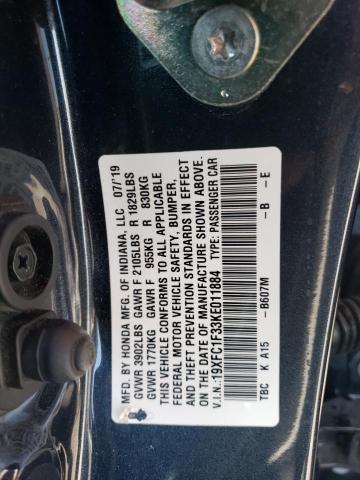 MFD. BY HONDA MFG. OF INDIANA, LLC 07/'19
GVWR 3902LBS GAWR F 2105LBS R 1829LBS
GVWR 1770KG GAWR F 955KG R 830KG
THIS VEHICLE CONFORMS TO ALL APPLICABLE
FEDERAL MOTOR VEHICLE SAFETY, BUMPER,
AND THEFT PREVENTION STANDARDS IN EFFECT
ON THE DATE OF MANUFACTURE SHOWN ABOVE.
V.I.N.:19XFC1F33KE011884 TYPE: PASSENGER CAR
TBC K A15 -B607M -B -E